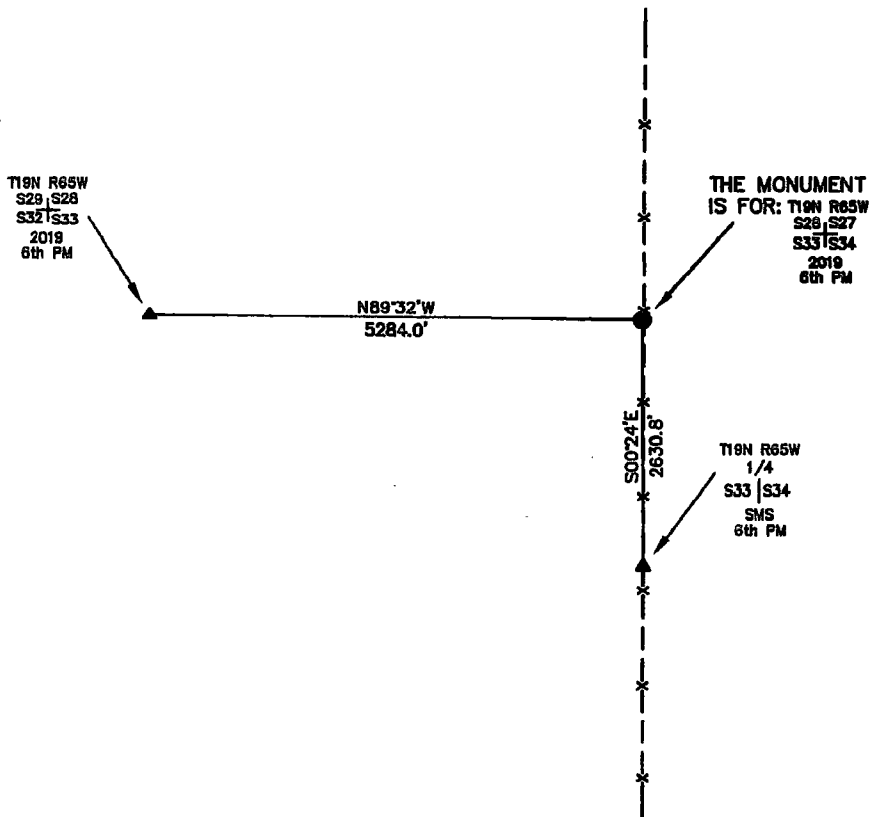 T19N R65W
S29 S28
S32 S33
2019
6th PM
THE MONUMENT
IS FOR: T19N R65W
S28 S27
S33 S34
2019
6th PM
N89°32'W
5284.0'
S00°24'E
2630.8'
T19N R65W
1/4
S33 | S34
SMS
6th PM